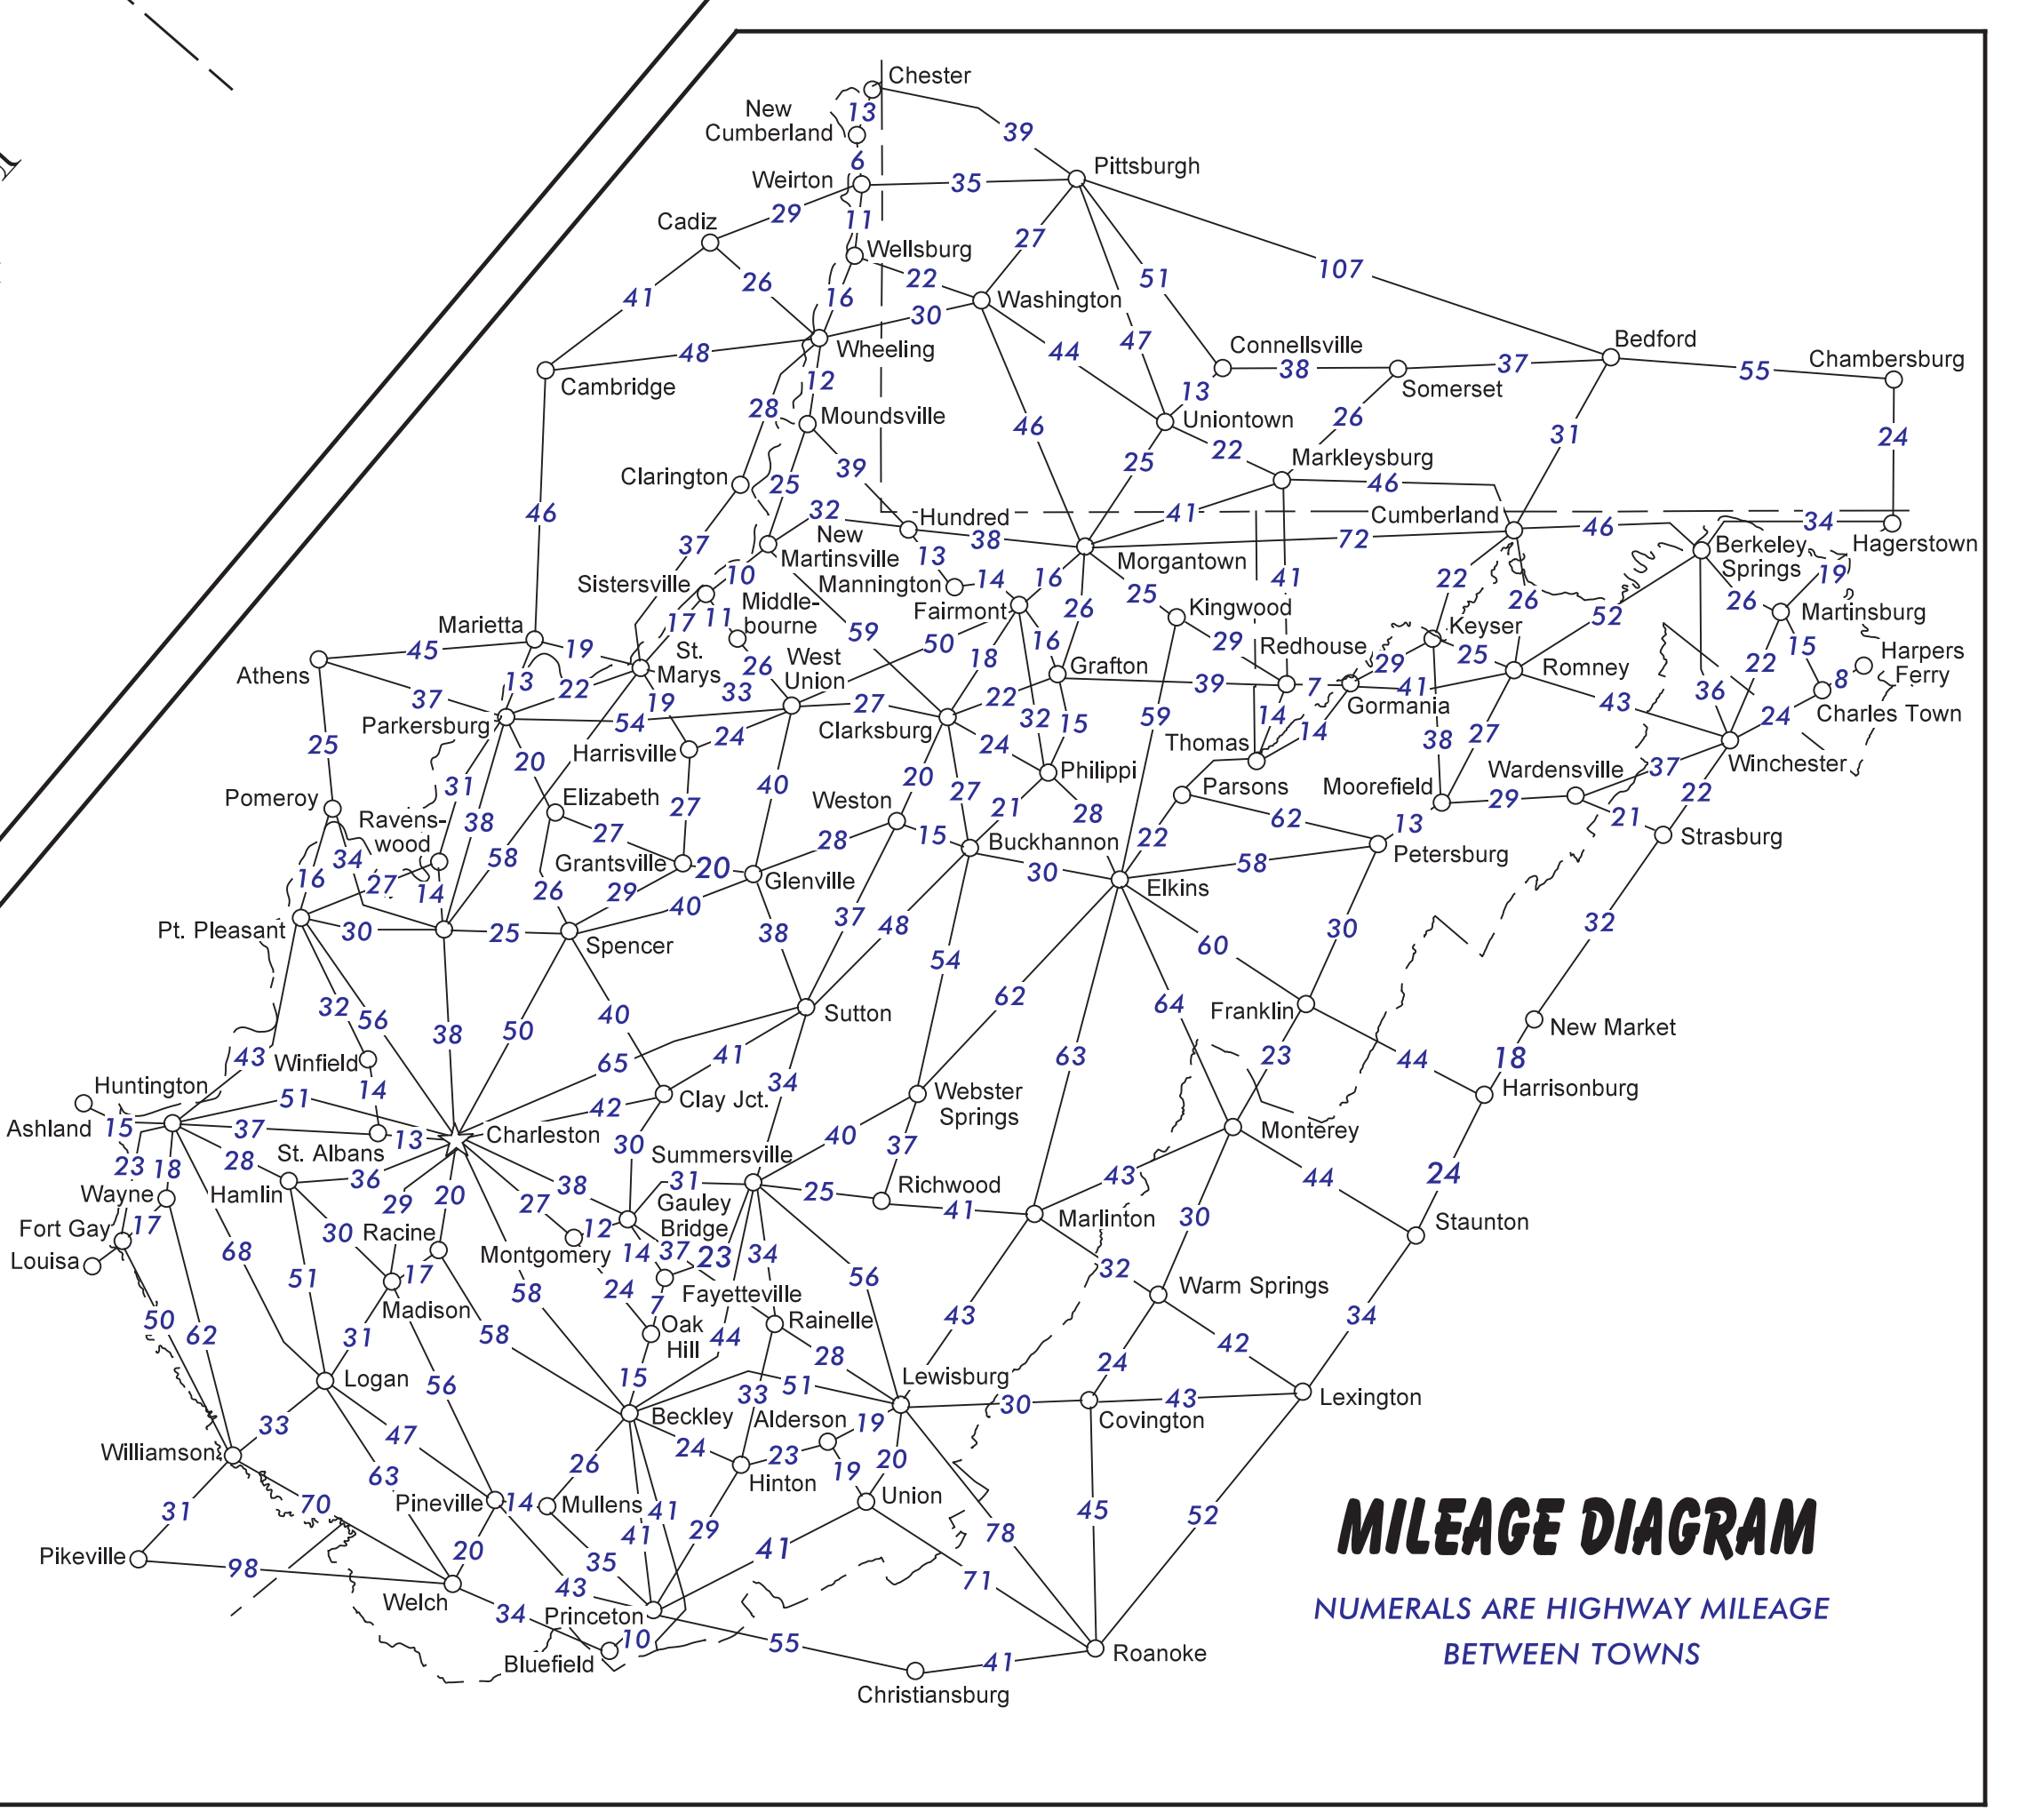 Chester
New
Cumberland
13
39
6
Pittsburgh
Weirton
35
29
11
Cadiz
27
Wellsburg
22
51
107
26
16
41
Washington
30
47
Wheeling
48
44
Connellsville
Bedford
Chambersburg
Cambridge
12
38
37
55
Somerset
13
28
Moundsville
26
46
Uniontown
31
24
22
Markleysburg
39
25
Clarington
25
46
32
46
41
Cumberland
34
Hundred
46
38
72
Hagerstown
New
Martinsville
37
13
Morgantown
Berkeley
Springs
Sistersville
10
Mannington
14
16
41
22
19
25
26
26
26
Middle-
bourne
Fairmont
Kingwood
52
Martinsburg
17
11
Marietta
59
50
16
29
Redhouse
Keyser
15
19
45
St.
Marys
26
West
Union
18
Grafton
29
25
Romney
Harpers
Ferry
22
8
Athens
13
22
33
39
7
41
37
19
27
22
Gormania
43
36
24
Charles Town
Parkersburg
54
Clarksburg
32
15
59
14
14
25
24
24
38
27
Harrisville
Thomas
20
Philippi
Winchester
37
31
40
20
27
Wardensville
Pomeroy
Elizabeth
Weston
Parsons
Moorefield
29
22
Ravens-
wood
38
27
21
28
62
13
21
Strasburg
27
28
15
22
34
58
Grantsville
20
Buckhannon
Petersburg
16
27
14
26
29
Glenville
30
58
Elkins
40
37
48
30
32
Pt. Pleasant
30
25
38
60
Spencer
54
32
62
64
56
38
50
40
Sutton
Franklin
New Market
43
Winfield
65
41
63
23
44
18
14
34
Huntington
Clay Jct.
Webster
Springs
Harrisonburg
51
42
Ashland
15
37
13
Charleston
40
Monterey
30
37
St. Albans
Summersville
23
18
28
36
38
31
25
Richwood
43
44
24
Wayne
Hamlin
29
20
27
Gauley
Bridge
41
Marlinton
30
Staunton
Fort Gay
17
30
Racine
12
Louisa
68
Montgomery
14
37
23
34
56
32
51
17
24
Warm Springs
Madison
58
7
Fayetteville
43
34
50
62
31
58
Oak
Hill
44
Rainelle
42
28
24
Logan
56
15
33
51
Lewisburg
43
Lexington
30
33
47
Beckley
Alderson
19
Covington
Williamson
24
23
63
26
Hinton
19
20
31
70
Pineville
14
Mullens
41
Union
41
29
78
45
52
20
41
Pikeville
98
35
43
71
Welch
34
Princeton
10
55
Bluefield
41
Roanoke
Christiansburg
MILEAGE DIAGRAM
NUMERALS ARE HIGHWAY MILEAGE
BETWEEN TOWNS